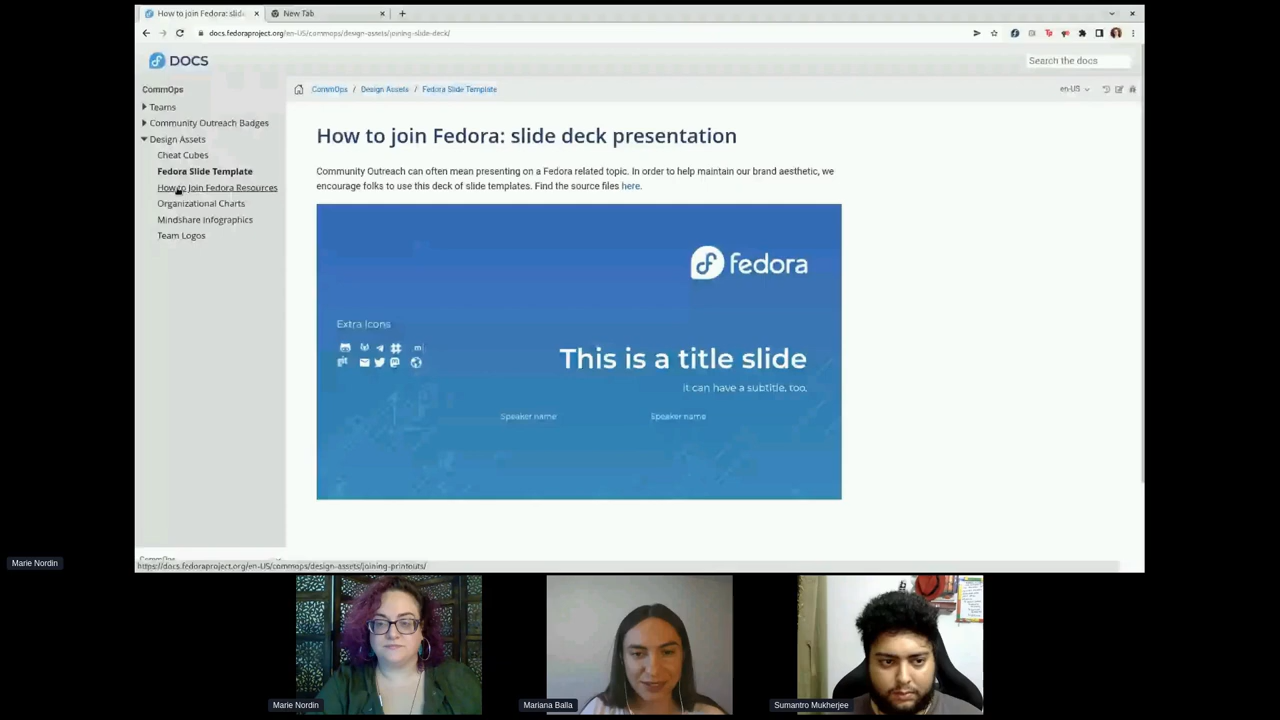 How to join Fedora: slid
New Tab
docs.fedoraproject.org/en-US/commops/design-assets/joining-slide-deck/
DOCS
Search the docs
CommOps
Teams
Community Outreach Badges
Design Assets
Cheat Cubes
Fedora Slide Template
How to Join Fedora Resources
Organizational Charts
Mindshare Infographics
Team Logos
CommOps / Design Assets / Fedora Slide Template
en-US
How to join Fedora: slide deck presentation
Community Outreach can often mean presenting on a Fedora related topic. In order to help maintain our brand aesthetic, we
encourage folks to use this deck of slide templates. Find the source files here.
fedora
Extra Icons
This is a title slide
It can have a subtitle, too.
Speaker name
Speaker name
CommOps
https://docs.fedoraproject.org/en-US/commops/design-assets/joining-printouts/
Marie Nordin
Marie Nordin
Mariana Balla
Sumantro Mukherjee